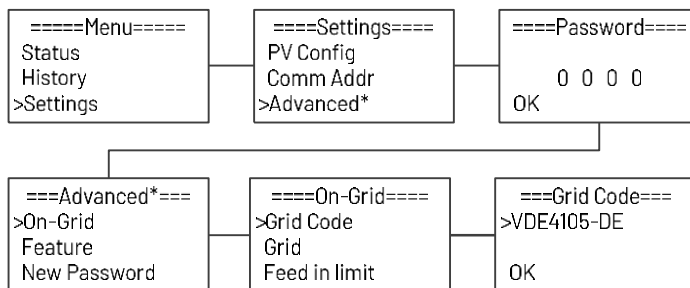 =====Menu=====
Status
History
>Settings
====Settings====
PV Config
Comm Addr
>Advanced*
====Password====
0 0 0 0
OK
===Advanced*===
>On-Grid
Feature
New Password
====On-Grid====
>Grid Code
Grid
Feed in limit
===Grid Code===
>VDE4105-DE
OK